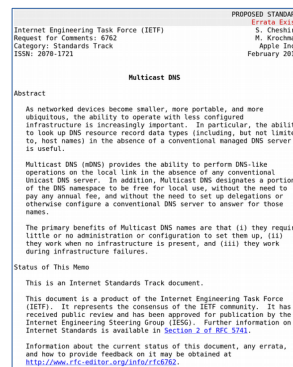 PROPOSED STANDAR
Errata Exis
Internet Engineering Task Force (IETF) S. Cheshir
Request for Comments: 6762 M. Krochma
Category: Standards Track Apple Inc
ISSN: 2070-1721 February 201
Multicast DNS
Abstract
As networked devices become smaller, more portable, and more
ubiquitous, the ability to operate with less configured
infrastructure is increasingly important. In particular, the abilit
to look up DNS resource record data types (including, but not limite
to, host names) in the absence of a conventional managed DNS server
is useful.
Multicast DNS (mDNS) provides the ability to perform DNS-like
operations on the local link in the absence of any conventional
Unicast DNS server. In addition, Multicast DNS designates a portion
of the DNS namespace to be free for local use, without the need to
pay any annual fee, and without the need to set up delegations or
otherwise configure a conventional DNS server to answer for those
names.
The primary benefits of Multicast DNS names are that (i) they requir
little or no administration or configuration to set them up, (ii)
they work when no infrastructure is present, and (iii) they work
during infrastructure failures.
Status of This Memo
This is an Internet Standards Track document.
This document is a product of the Internet Engineering Task Force
(IETF). It represents the consensus of the IETF community. It has
received public review and has been approved for publication by the
Internet Engineering Steering Group (IESG). Further information on
Internet Standards is available in Section 2 of RFC 5741.
Information about the current status of this document, any errata,
and how to provide feedback on it may be obtained at
http://www.rfc-editor.org/info/rfc6762.